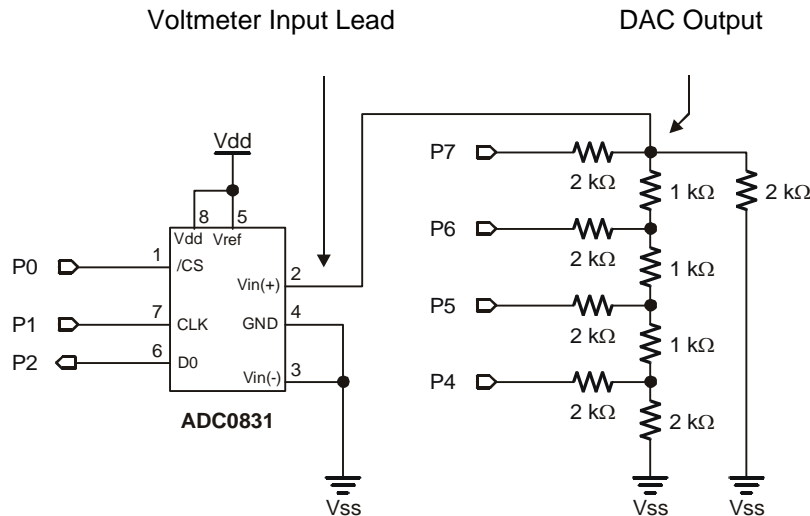 Voltmeter Input Lead
DAC Output
Vdd
P7
2 kΩ
1 kΩ
2 kΩ
8
5
Vdd
Vref
P6
2 kΩ
1 kΩ
P0
1
/CS
Vin(+)
2
P5
2 kΩ
1 kΩ
P1
7
CLK
GND
4
P2
6
D0
Vin(-)
3
P4
2 kΩ
2 kΩ
ADC0831
Vss
Vss
Vss